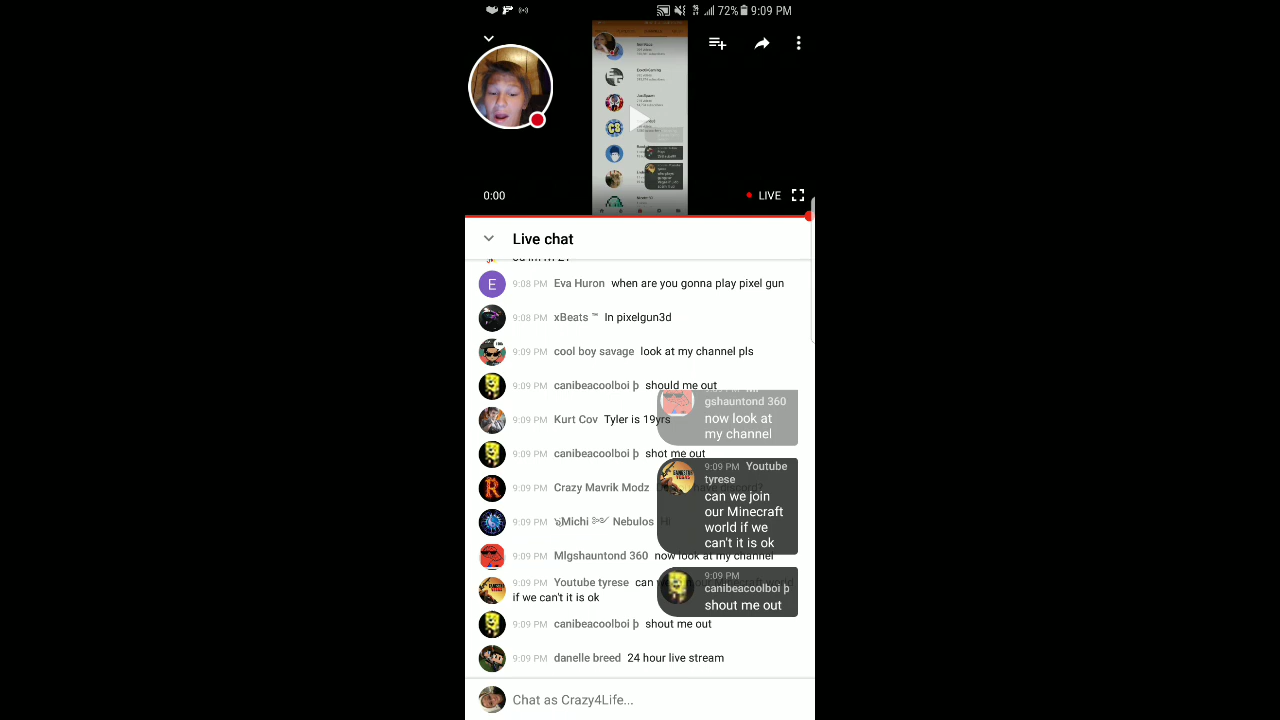 72% 9:09 PM
0:00
LIVE
Live chat
9:08 PM Eva Huron when are you gonna play pixel gun
9:08 PM xBeats ™ In pixelgun3d
9:09 PM cool boy savage look at my channel pls
9:09 PM canibeacoolboi þ should me out
gshauntond 360
now look at
my channel
9:09 PM Kurt Cov Tyler is 19yrs
9:09 PM canibeacoolboi þ shot me out
9:09 PM Youtube
tyrese
can we join
our Minecraft
world if we
can't it is ok
9:09 PM Crazy Mavrik Modz
9:09 PM Michi Nebulos Hi
9:09 PM Mlgshauntond 360 now look at my channel
9:09 PM
canibeacoolboi þ
shout me out
9:09 PM Youtube tyrese can
if we can't it is ok
9:09 PM canibeacoolboi þ shout me out
9:09 PM danelle breed 24 hour live stream
Chat as Crazy4Life...